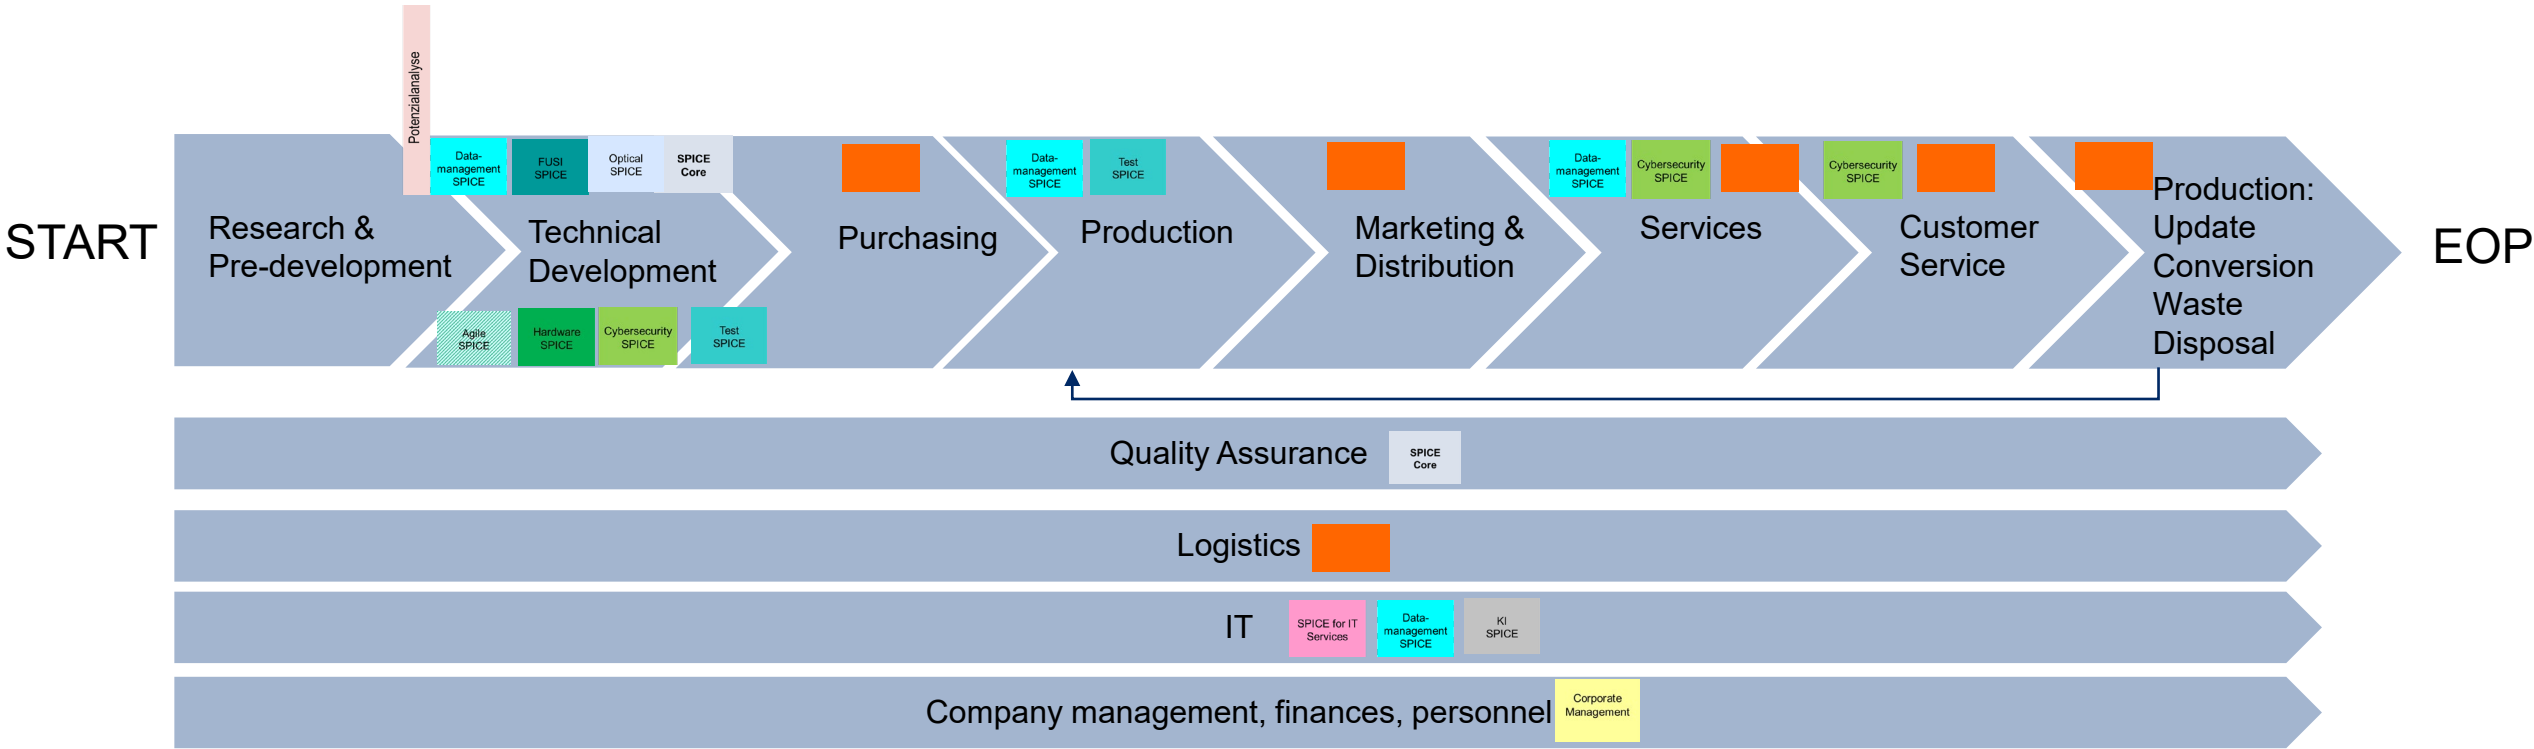 Potenzialanalyse
Data-
management
SPICE
FUSI
SPICE
Optical
SPICE
SPICE
Core
Data-
management
SPICE
Test
SPICE
Data-
management
SPICE
Cybersecurity
SPICE
Cybersecurity
SPICE
START
Research &
Pre-development
Technical
Development
Purchasing
Production
Marketing &
Distribution
Services
Customer
Service
Production:
Update
Conversion
Waste
Disposal
EOP
Agile
SPICE
Hardware
SPICE
Cybersecurity
SPICE
Test
SPICE
Quality Assurance
SPICE
Core
Logistics
IT
SPICE for IT
Services
Data-
management
SPICE
KI
SPICE
Company management, finances, personnel
Corporate
Management